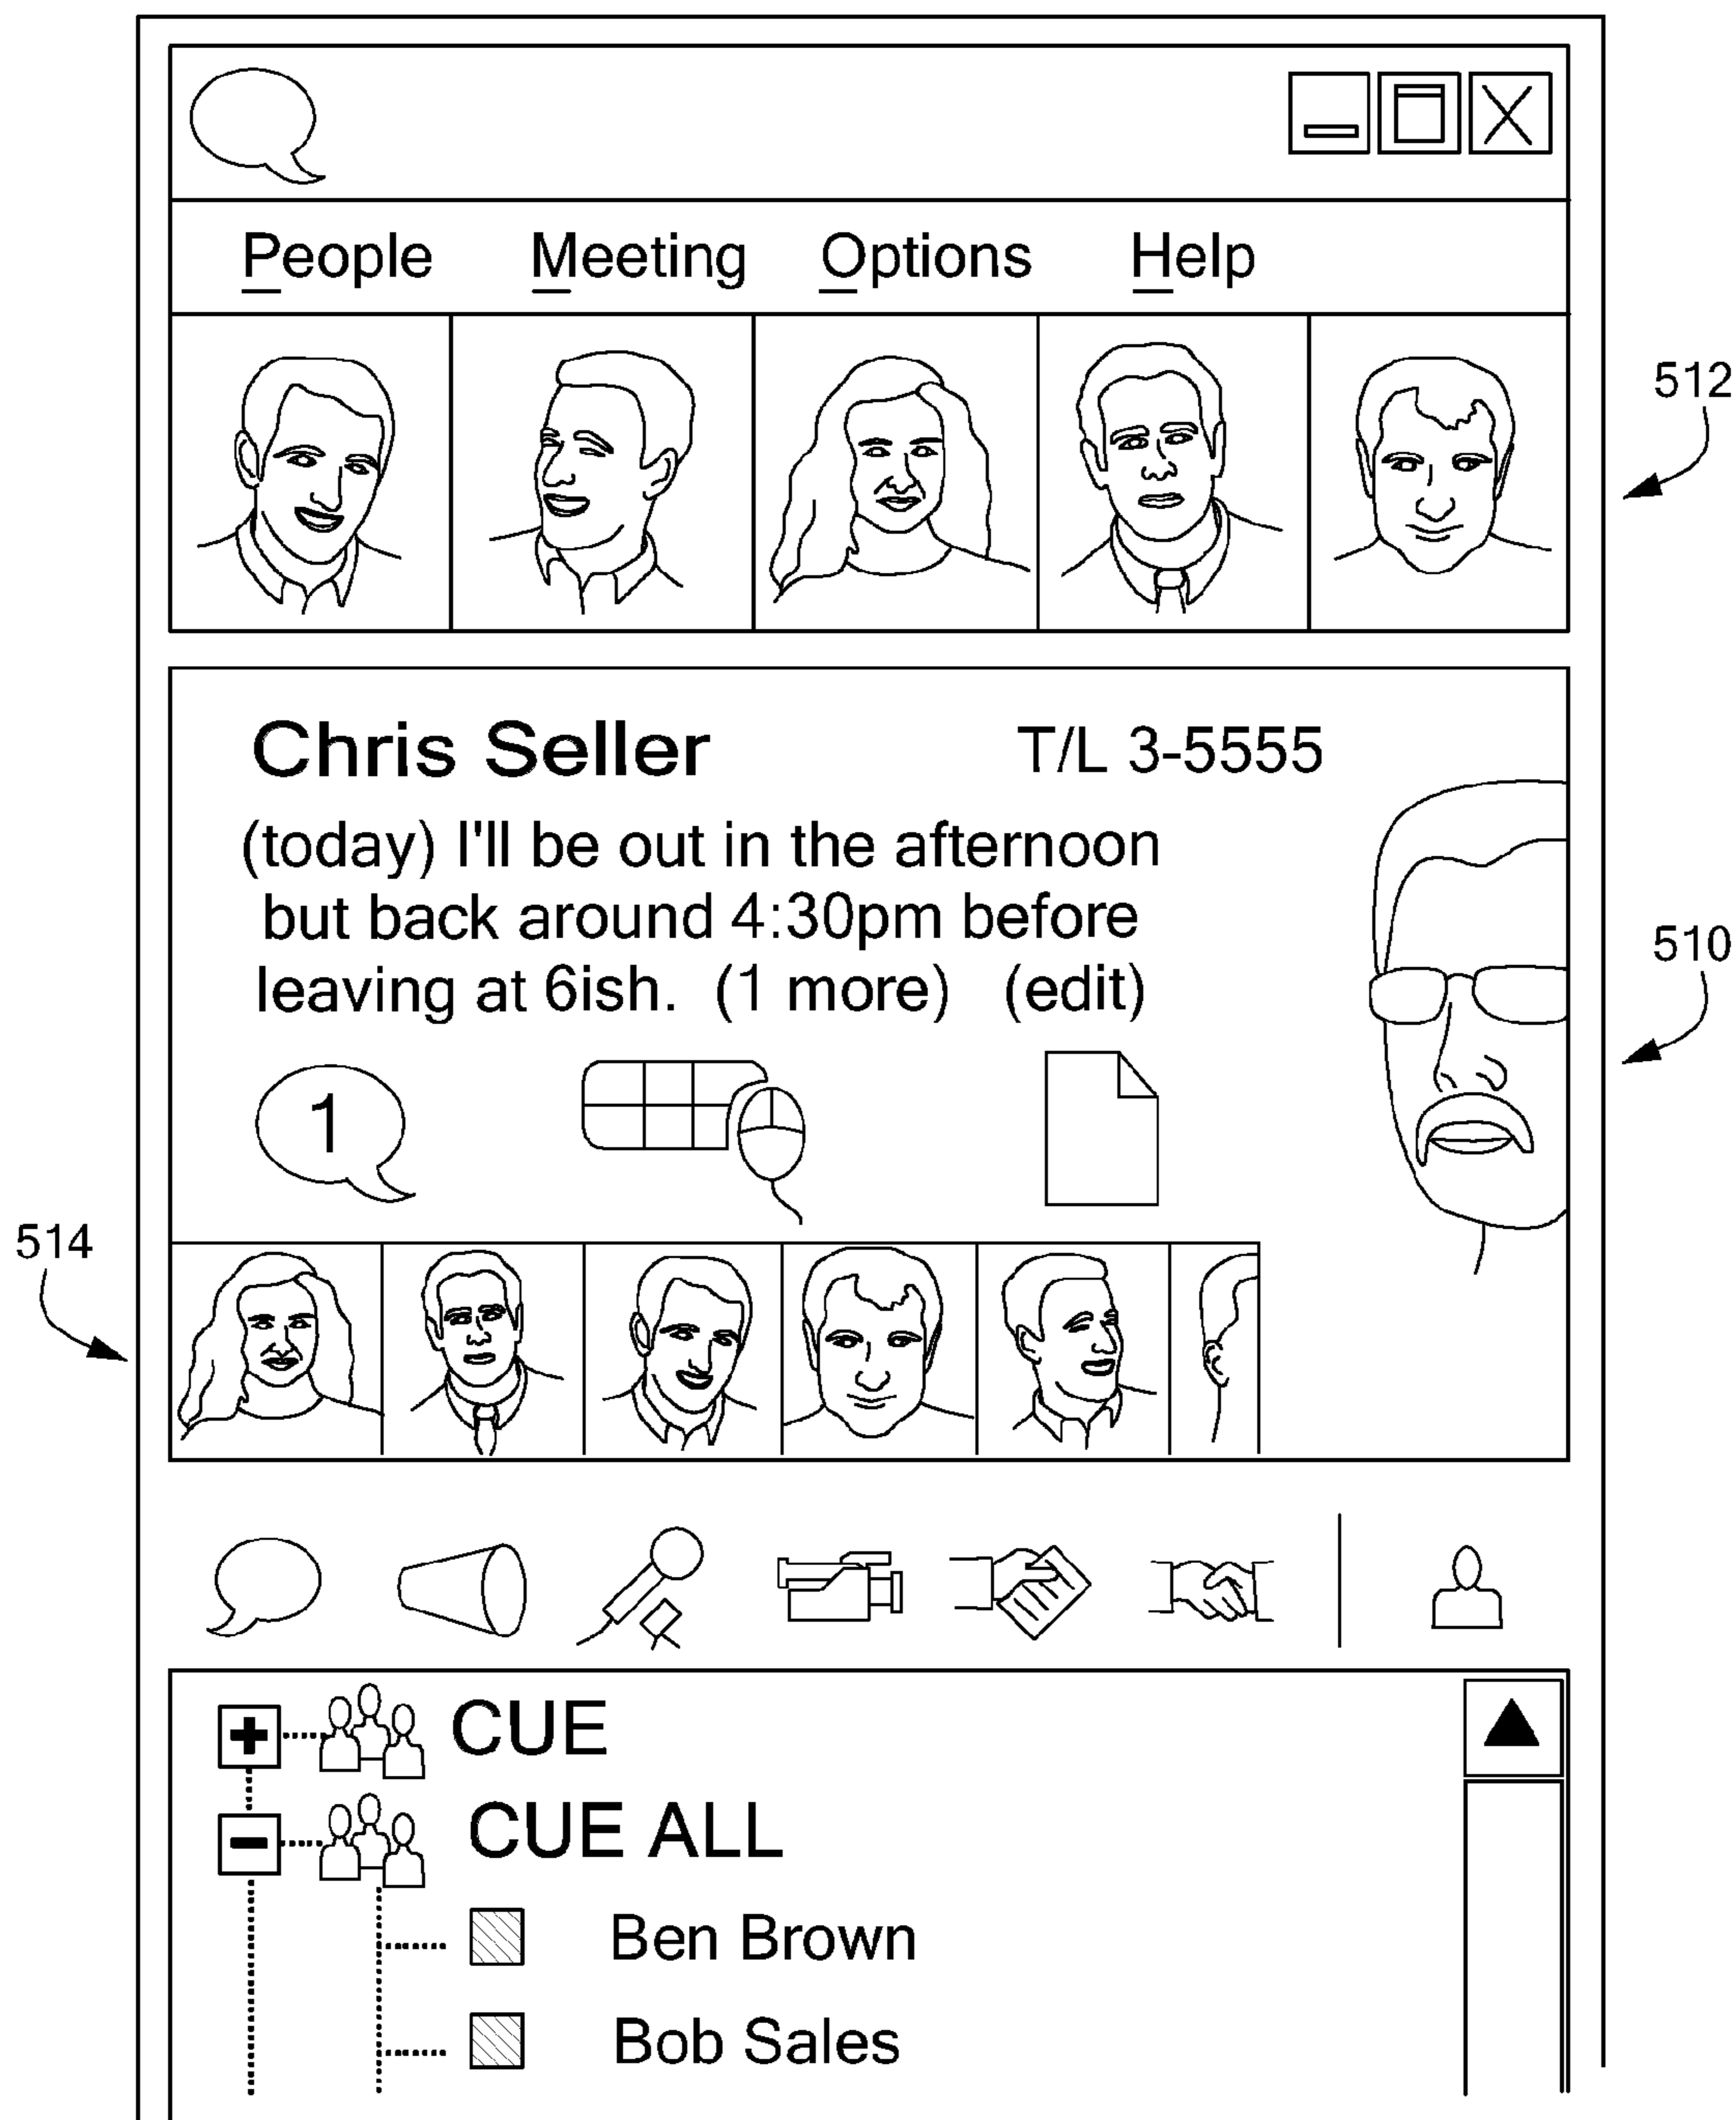 People Meeting Options Help
512
Chris Seller T/L 3-5555
(today) I'll be out in the afternoon
but back around 4:30pm before
leaving at 6ish. (1 more) (edit)
510
1
514
CUE
CUE ALL
Ben Brown
Bob Sales